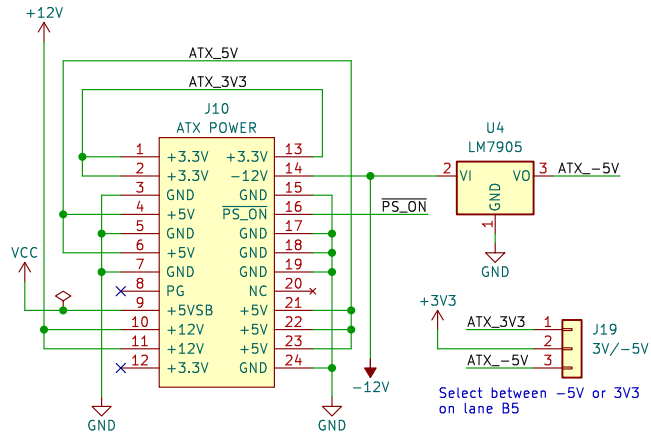 +12V
ATX_5V
ATX_3V3
J10
ATX POWER
1 +3.3V +3.3V 13
2 +3.3V -12V 14
3 GND GND 15
4 +5V PS_ON 16
5 GND GND 17
6 +5V GND 18
7 GND GND 19
8 PG NC 20
9 +5VSB +5V 21
10 +12V +5V 22
11 +12V +5V 23
12 +3.3V GND 24
VCC
GND
GND
PS_ON
-12V
U4
LM7905
2 VI VO 3
GND
1
ATX_-5V
GND
+3V3
ATX_3V3 1
2
ATX_-5V 3
J19
3V/-5V
Select between -5V or 3V3
on lane B5